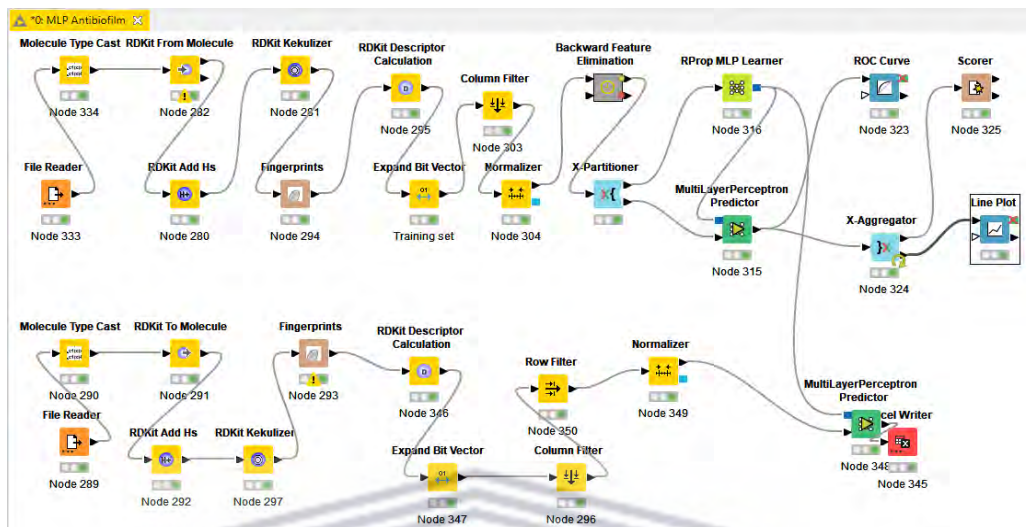 *0: MLP Antibiofilm
Molecule Type Cast
RDKit From Molecule
RDKit Kekulizer
RDKit Descriptor
Calculation
Column Filter
Backward Feature
Elimination
RProp MLP Learner
ROC Curve
Scorer
Node 334
Node 282
Node 281
Node 295
Node 303
Node 316
Node 323
Node 325
File Reader
RDKit Add Hs
Fingerprints
Expand Bit Vector
Normalizer
X-Partitioner
MultiLayerPerceptron
Predictor
X-Aggregator
Line Plot
Node 333
Node 280
Node 294
Training set
Node 304
Node 315
Node 324
Molecule Type Cast
RDKit To Molecule
Fingerprints
RDKit Descriptor
Calculation
Row Filter
Normalizer
Node 290
Node 291
Node 293
Node 346
Node 350
Node 349
File Reader
RDKit Add Hs
RDKit Kekulizer
Expand Bit Vector
Column Filter
MultiLayerPerceptron
Predictor
cel Writer
Node 289
Node 292
Node 297
Node 347
Node 296
Node 348
Node 345